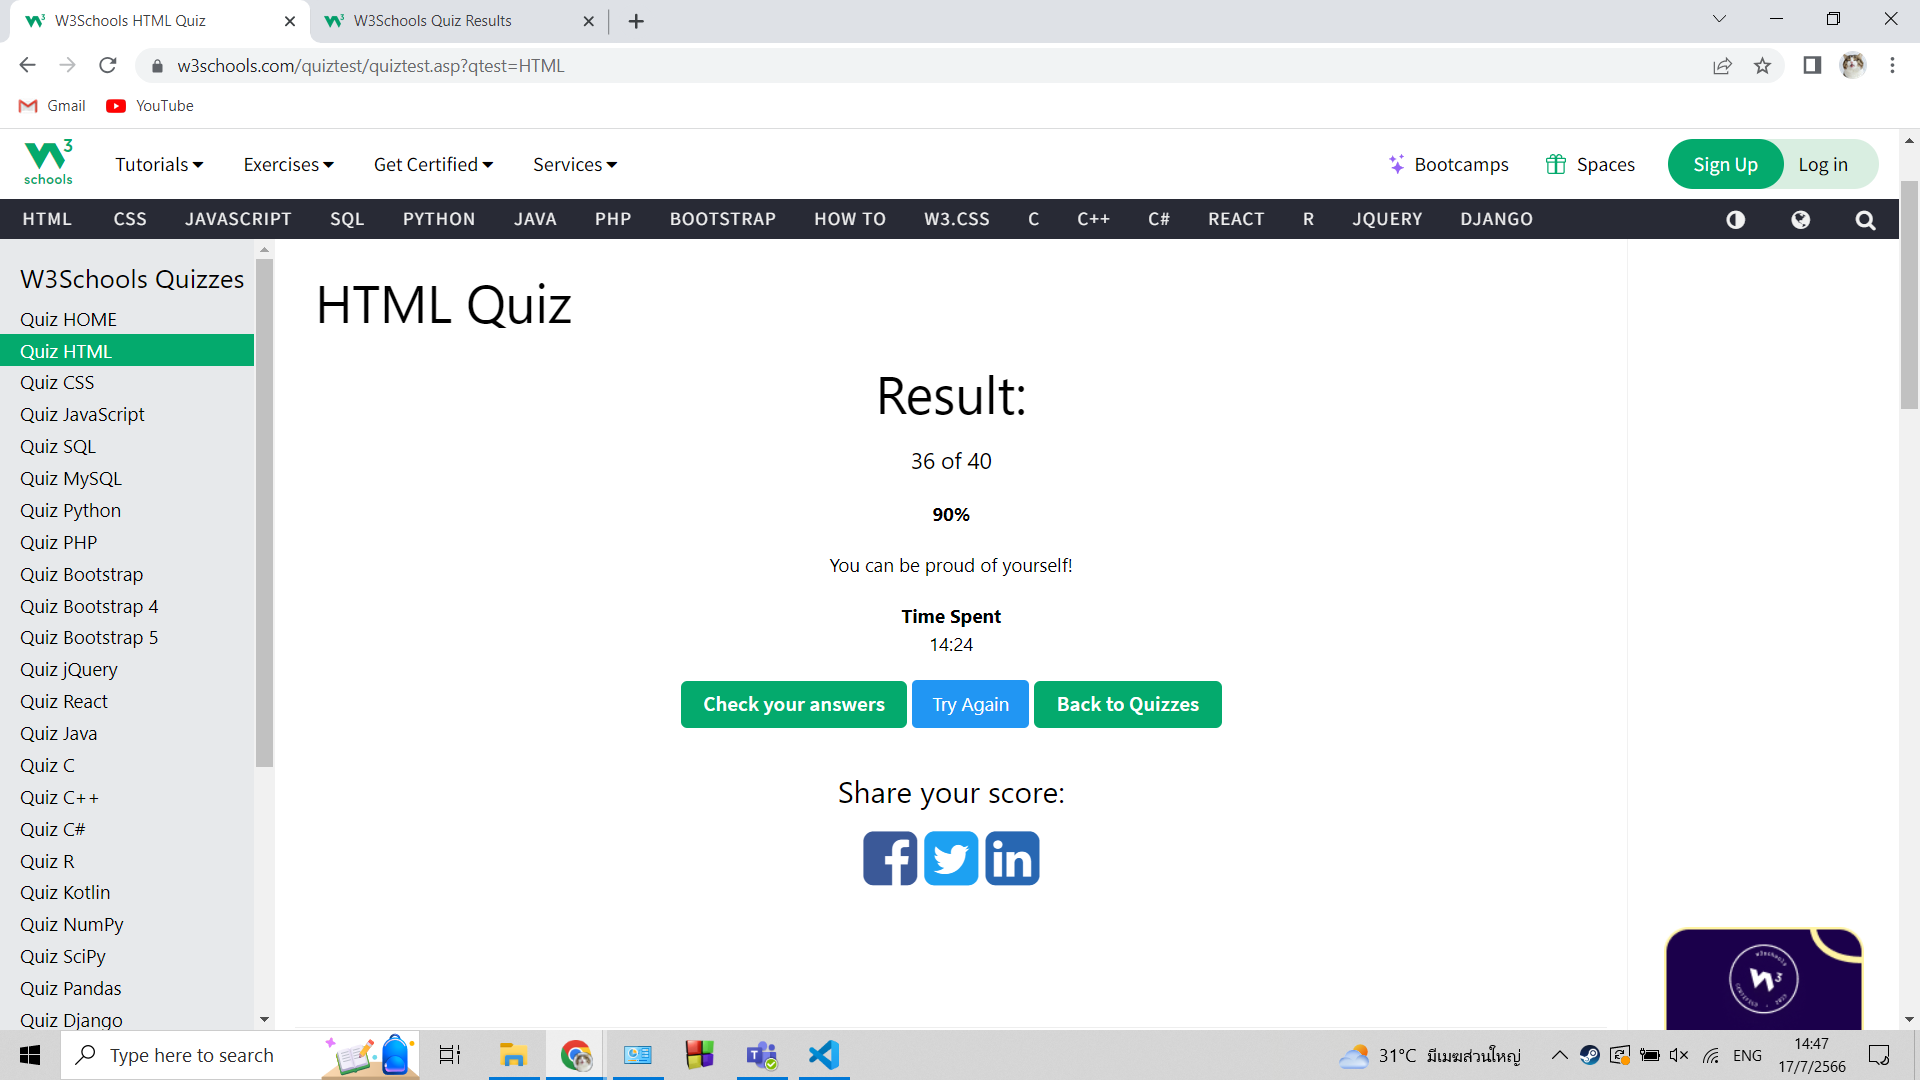 W3Schools HTML Quiz
W3Schools Quiz Results
w3schools.com/quiztest/quiztest.asp?qtest=HTML
Gmail
YouTube
W3 schools
Tutorials
Exercises
Get Certified
Services
Bootcamps
Spaces
Sign Up
Log in
HTML
CSS
JAVASCRIPT
SQL
PYTHON
JAVA
PHP
BOOTSTRAP
HOW TO
W3.CSS
C
C++
C#
REACT
R
JQUERY
DJANGO
W3Schools Quizzes
Quiz HOME
Quiz HTML
Quiz CSS
Quiz JavaScript
Quiz SQL
Quiz MySQL
Quiz Python
Quiz PHP
Quiz Bootstrap
Quiz Bootstrap 4
Quiz Bootstrap 5
Quiz jQuery
Quiz React
Quiz Java
Quiz C
Quiz C++
Quiz C#
Quiz R
Quiz Kotlin
Quiz NumPy
Quiz SciPy
Quiz Pandas
Quiz Django
HTML Quiz
Result:
36 of 40
90%
You can be proud of yourself!
Time Spent
14:24
Check your answers
Try Again
Back to Quizzes
Share your score:
Type here to search
31°C มีเมฆส่วนใหญ่
ENG
14:47
17/7/2566